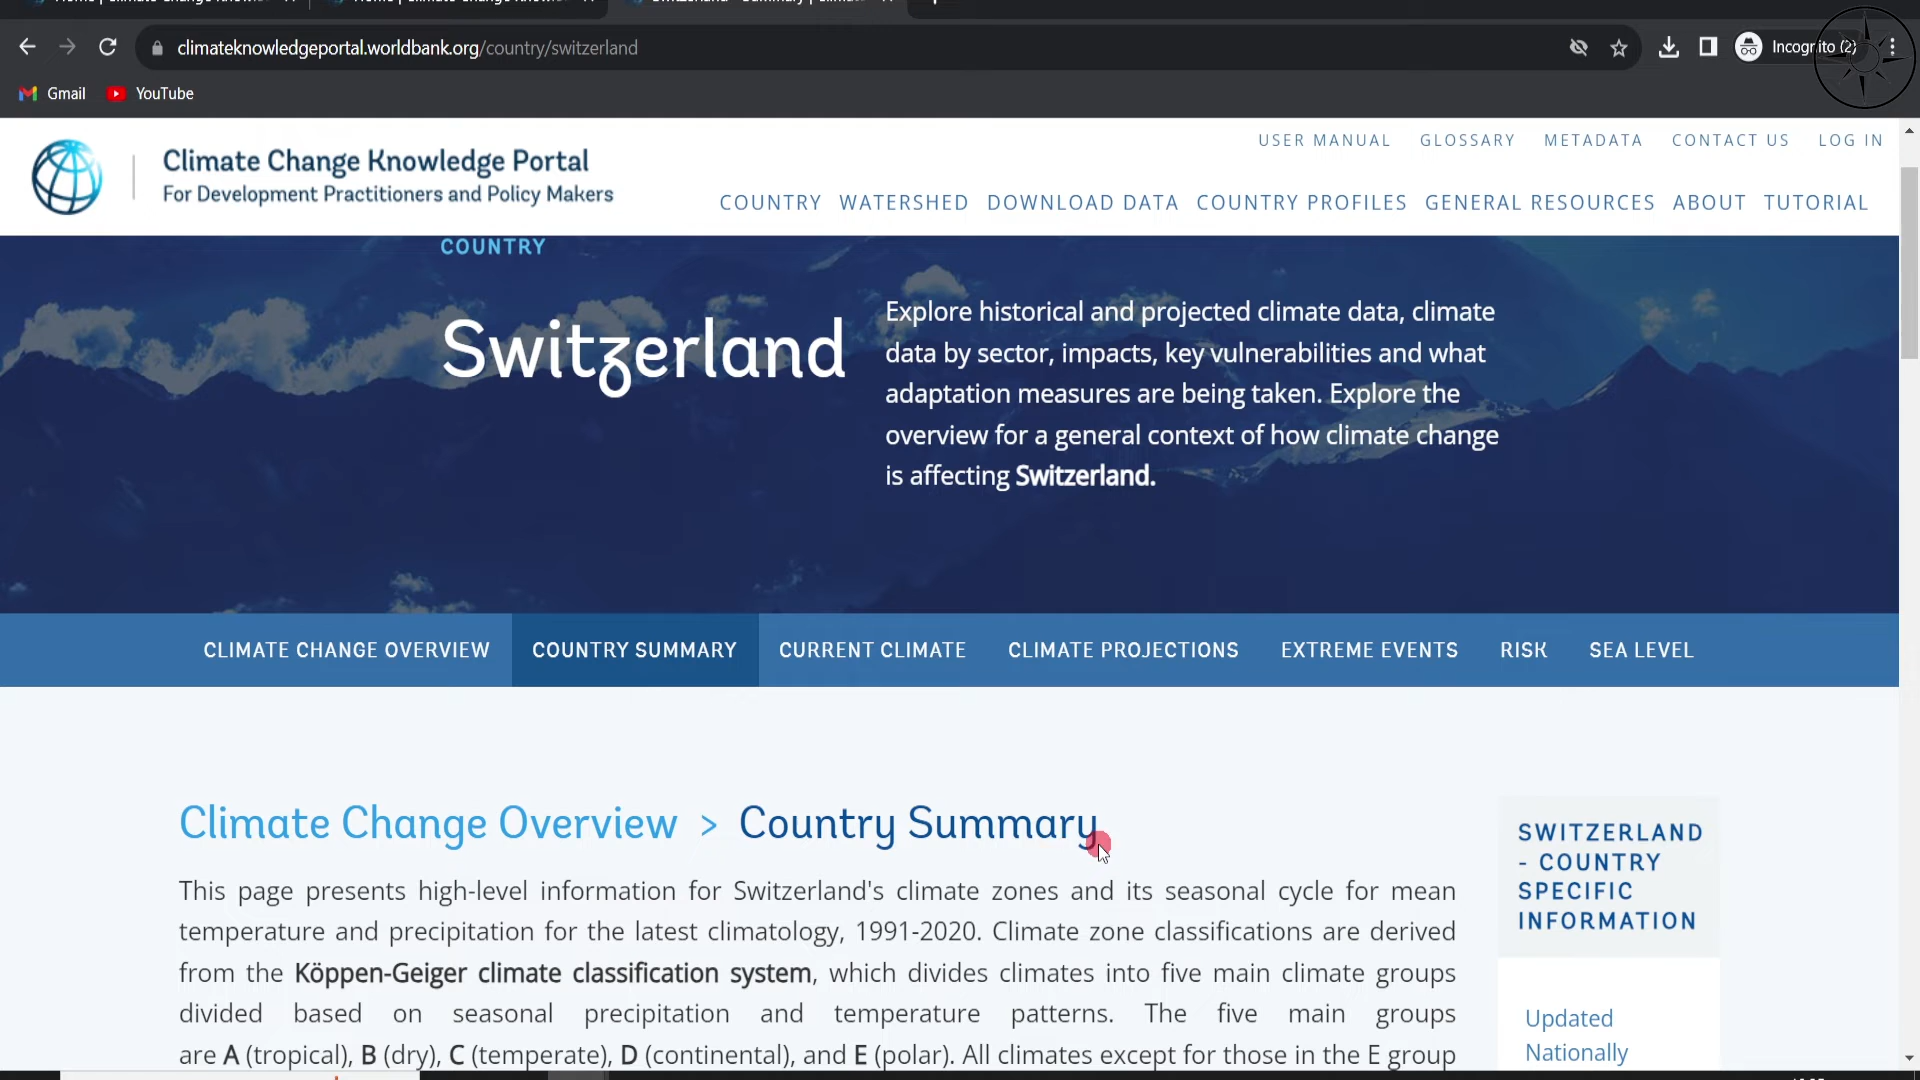 climateknowledgeportal.worldbank.org/country/switzerland
Incognito (2)
Gmail
YouTube
USER MANUAL GLOSSARY METADATA CONTACT US LOG IN
Climate Change Knowledge Portal
For Development Practitioners and Policy Makers
COUNTRY WATERSHED DOWNLOAD DATA COUNTRY PROFILES GENERAL RESOURCES ABOUT TUTORIAL
COUNTRY
Switzerland
Explore historical and projected climate data, climate
data by sector, impacts, key vulnerabilities and what
adaptation measures are being taken. Explore the
overview for a general context of how climate change
is affecting Switzerland.
CLIMATE CHANGE OVERVIEW COUNTRY SUMMARY CURRENT CLIMATE CLIMATE PROJECTIONS EXTREME EVENTS RISK SEA LEVEL
Climate Change Overview > Country Summary
This page presents high-level information for Switzerland's climate zones and its seasonal cycle for mean
temperature and precipitation for the latest climatology, 1991-2020. Climate zone classifications are derived
from the Köppen-Geiger climate classification system, which divides climates into five main climate groups
divided based on seasonal precipitation and temperature patterns. The five main groups
are A (tropical), B (dry), C (temperate), D (continental), and E (polar). All climates except for those in the E group
SWITZERLAND
- COUNTRY
SPECIFIC
INFORMATION
Updated
Nationally